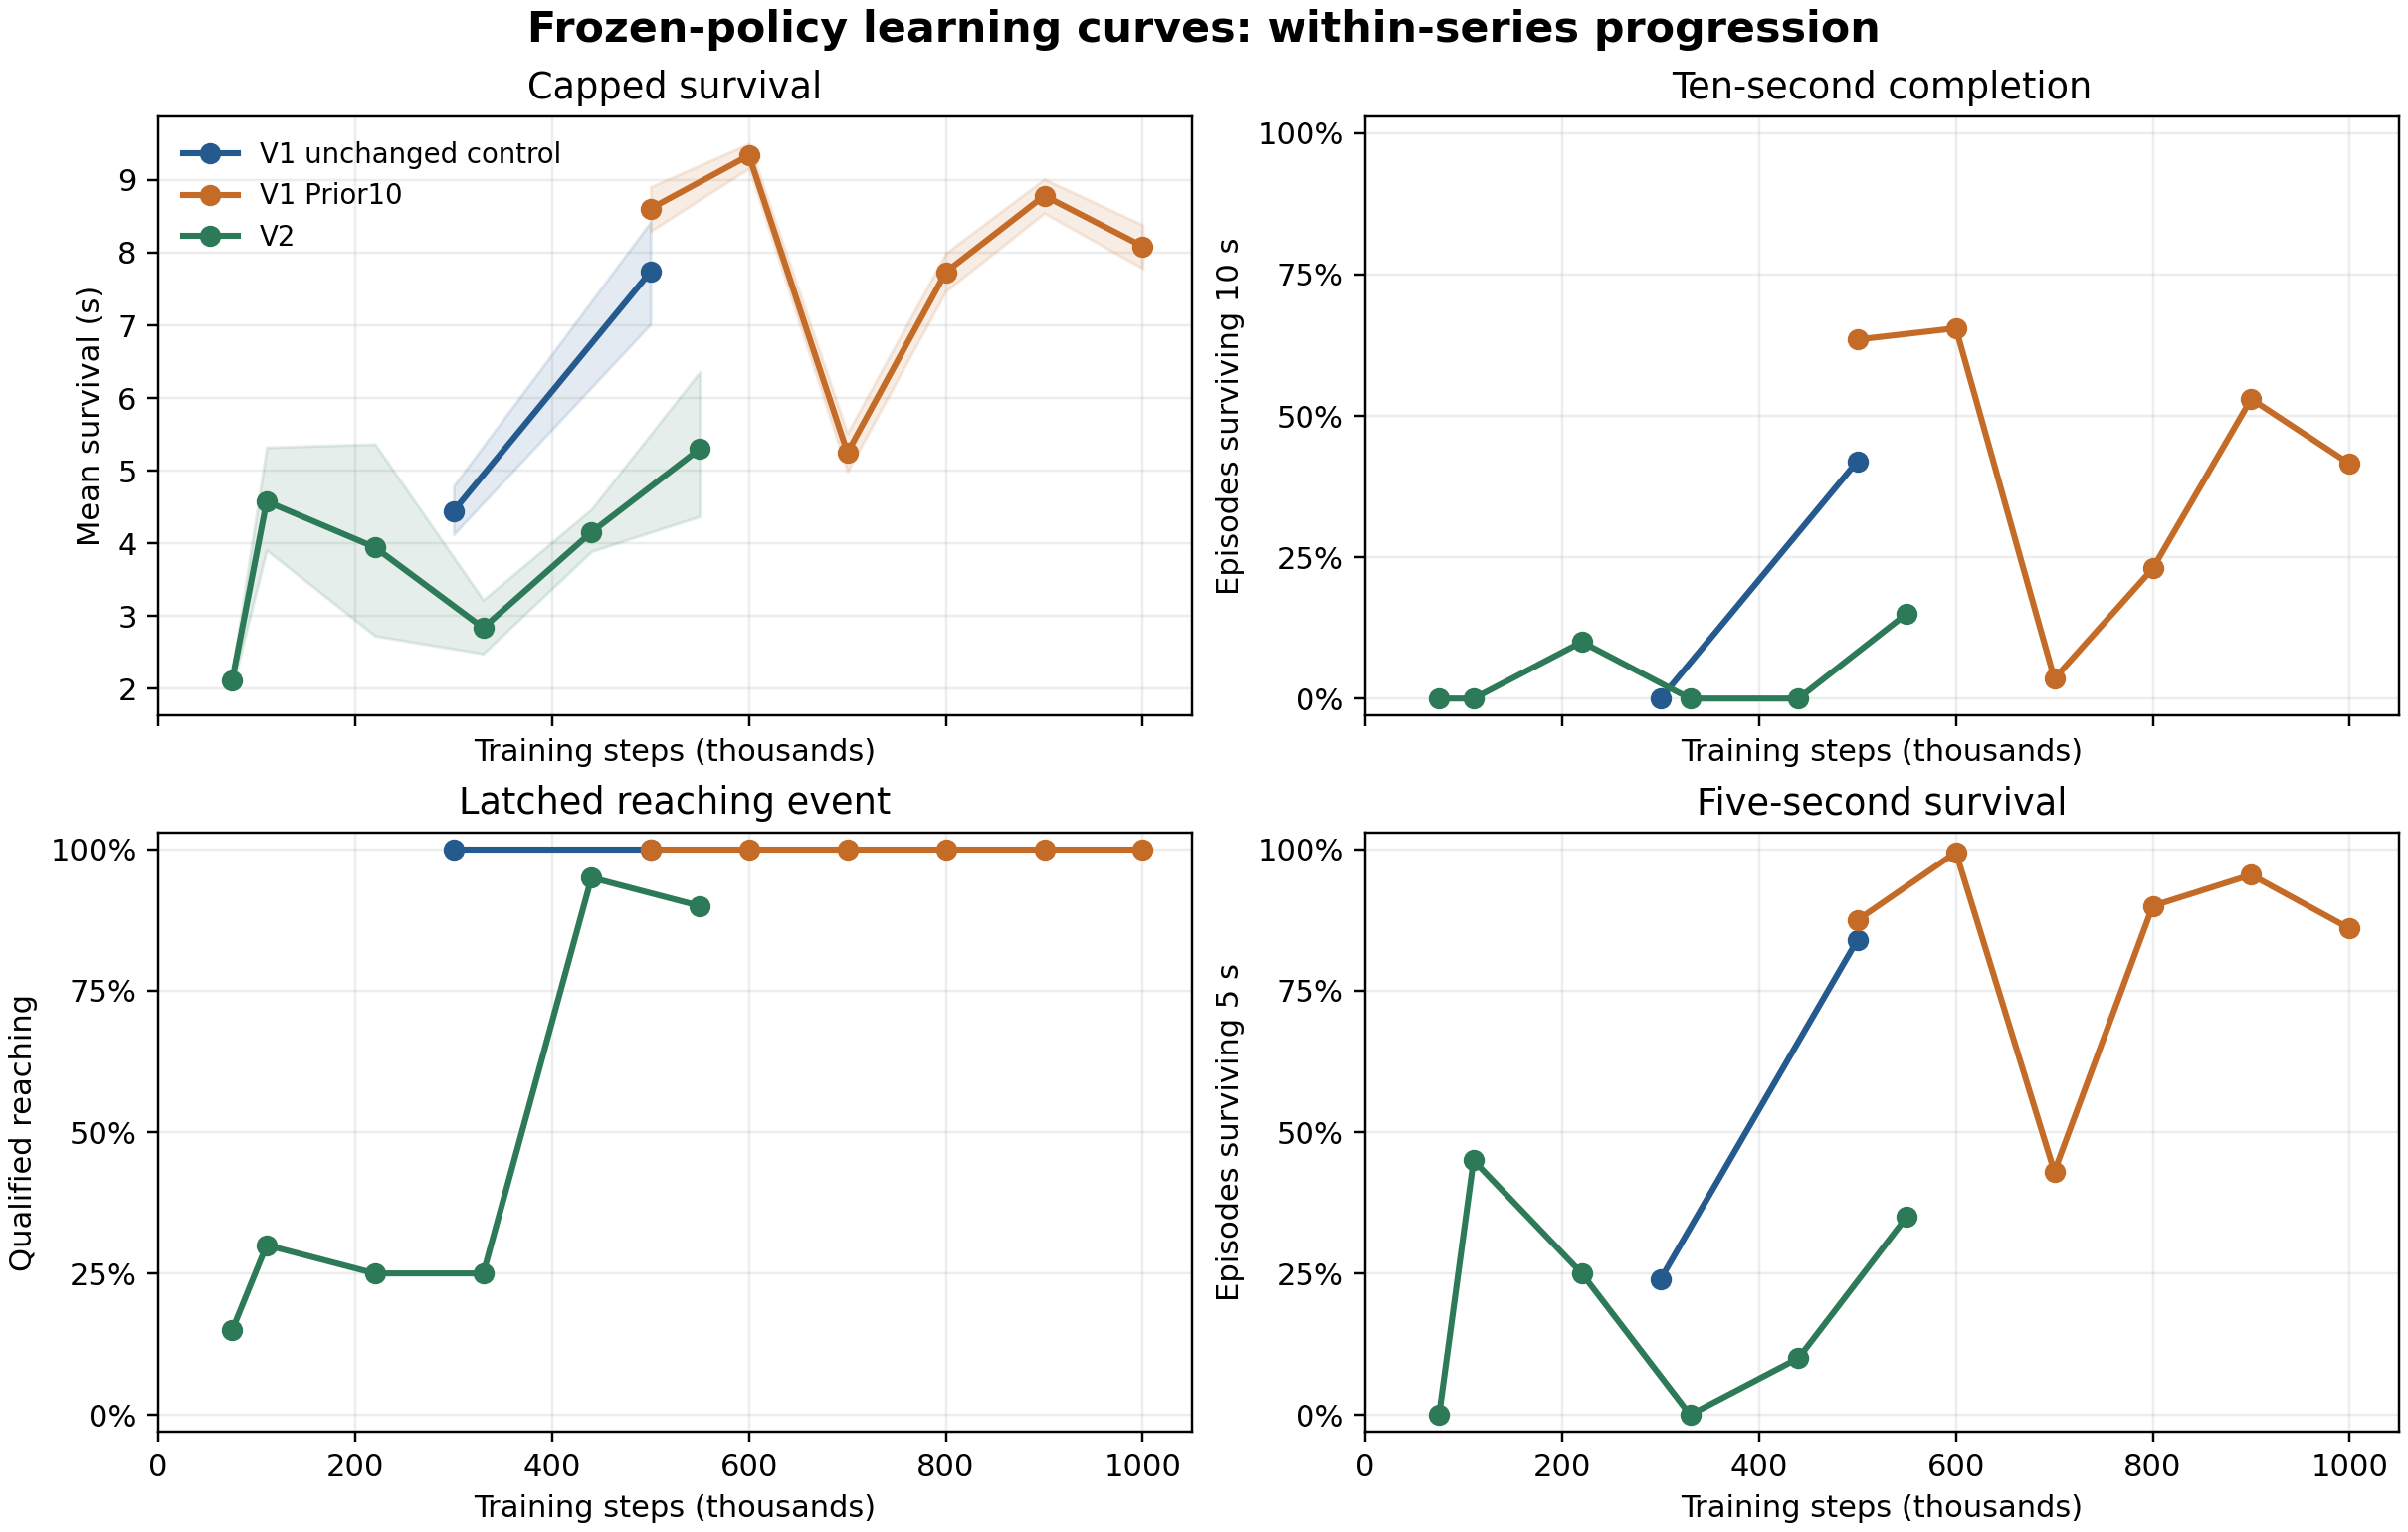 Frozen-policy learning curves: within-series progression
Capped survival
V1 unchanged control
V1 Prior10
V2
Mean survival (s)
9
8
7
6
5
4
3
2
Training steps (thousands)
Ten-second completion
Episodes surviving 10 s
100%
75%
50%
25%
0%
Training steps (thousands)
Latched reaching event
Qualified reaching
100%
75%
50%
25%
0%
0 200 400 600 800 1000
Training steps (thousands)
Five-second survival
Episodes surviving 5 s
100%
75%
50%
25%
0%
0 200 400 600 800 1000
Training steps (thousands)